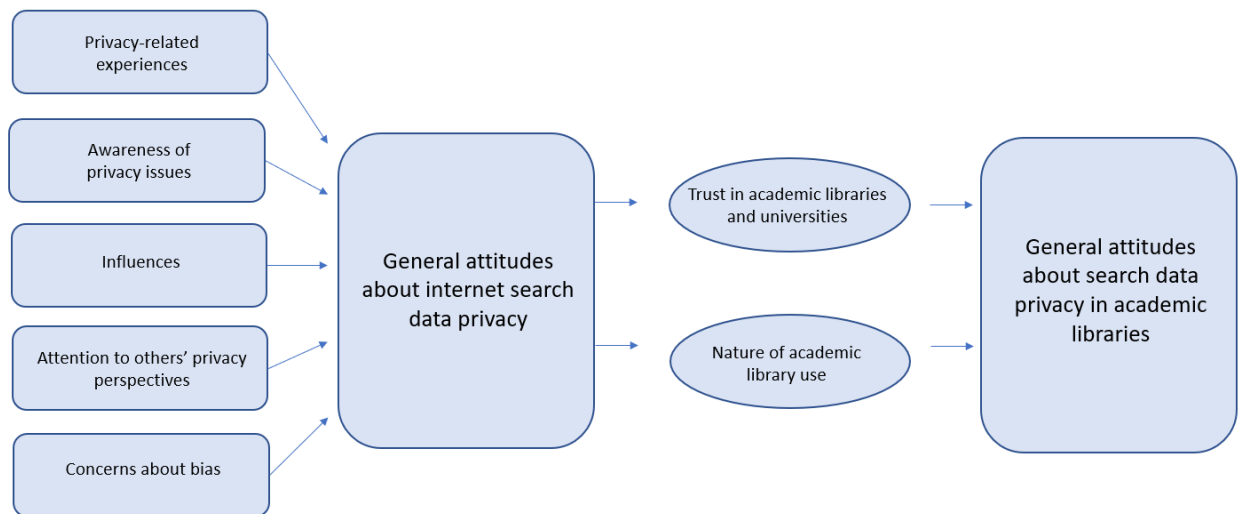 Privacy-related
experiences
Awareness of
privacy issues
Influences
Attention to others’ privacy
perspectives
Concerns about bias
General attitudes
about internet search
data privacy
Trust in academic libraries
and universities
Nature of academic
library use
General attitudes
about search data
privacy in academic
libraries